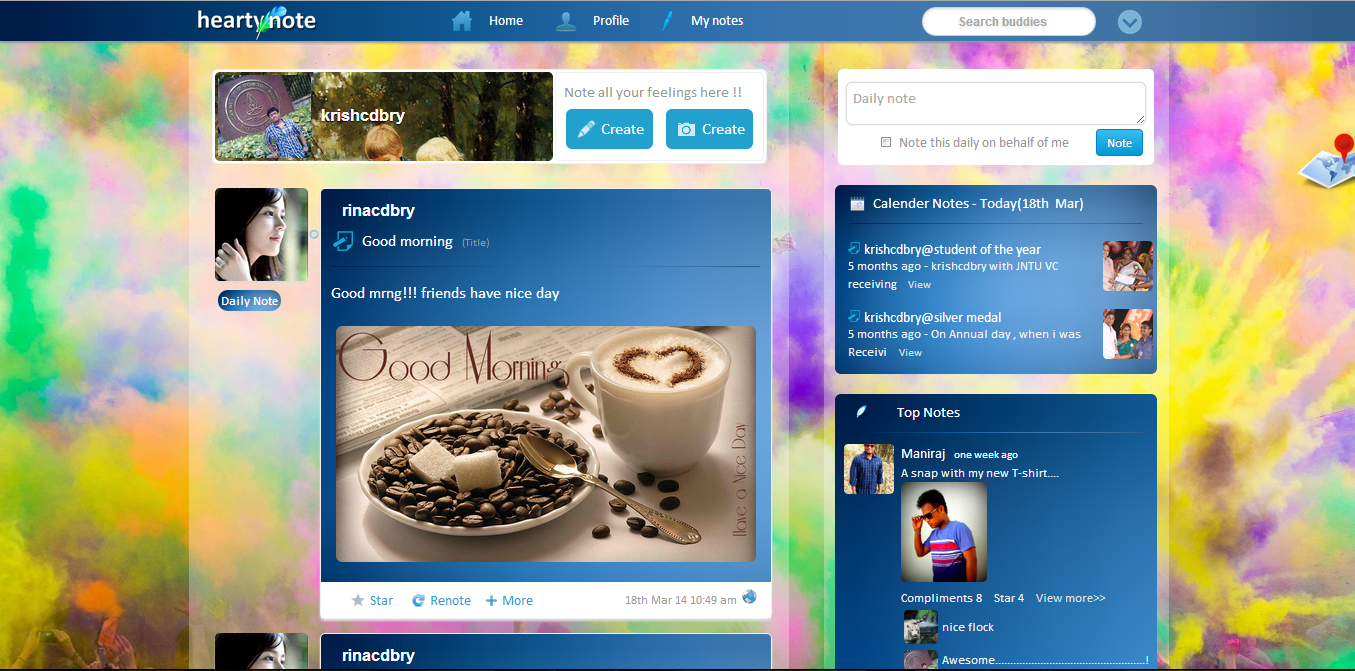 hearty note
Home
Profile
My notes
Search buddies
krishcdbry
Note all your feelings here !!
Create
Create
Daily note
Note this daily on behalf of me
Note
rinacdbry
Good morning (Title)
Daily Note
Good mrng!!! friends have nice day
Good Morning
Have a Nice Day
Star
Renote
More
18th Mar 14 10:49 am
rinacdbry
Calender Notes - Today(18th Mar)
krishcdbry@student of the year
5 months ago - krishcdbry with JNTU VC
receiving View
krishcdbry@silver medal
5 months ago - On Annual day , when i was
Receivi View
Top Notes
Maniraj one week ago
A snap with my new T-shirt....
Compliments 8 Star 4 View more>>
nice flock
Awesome..................................................!